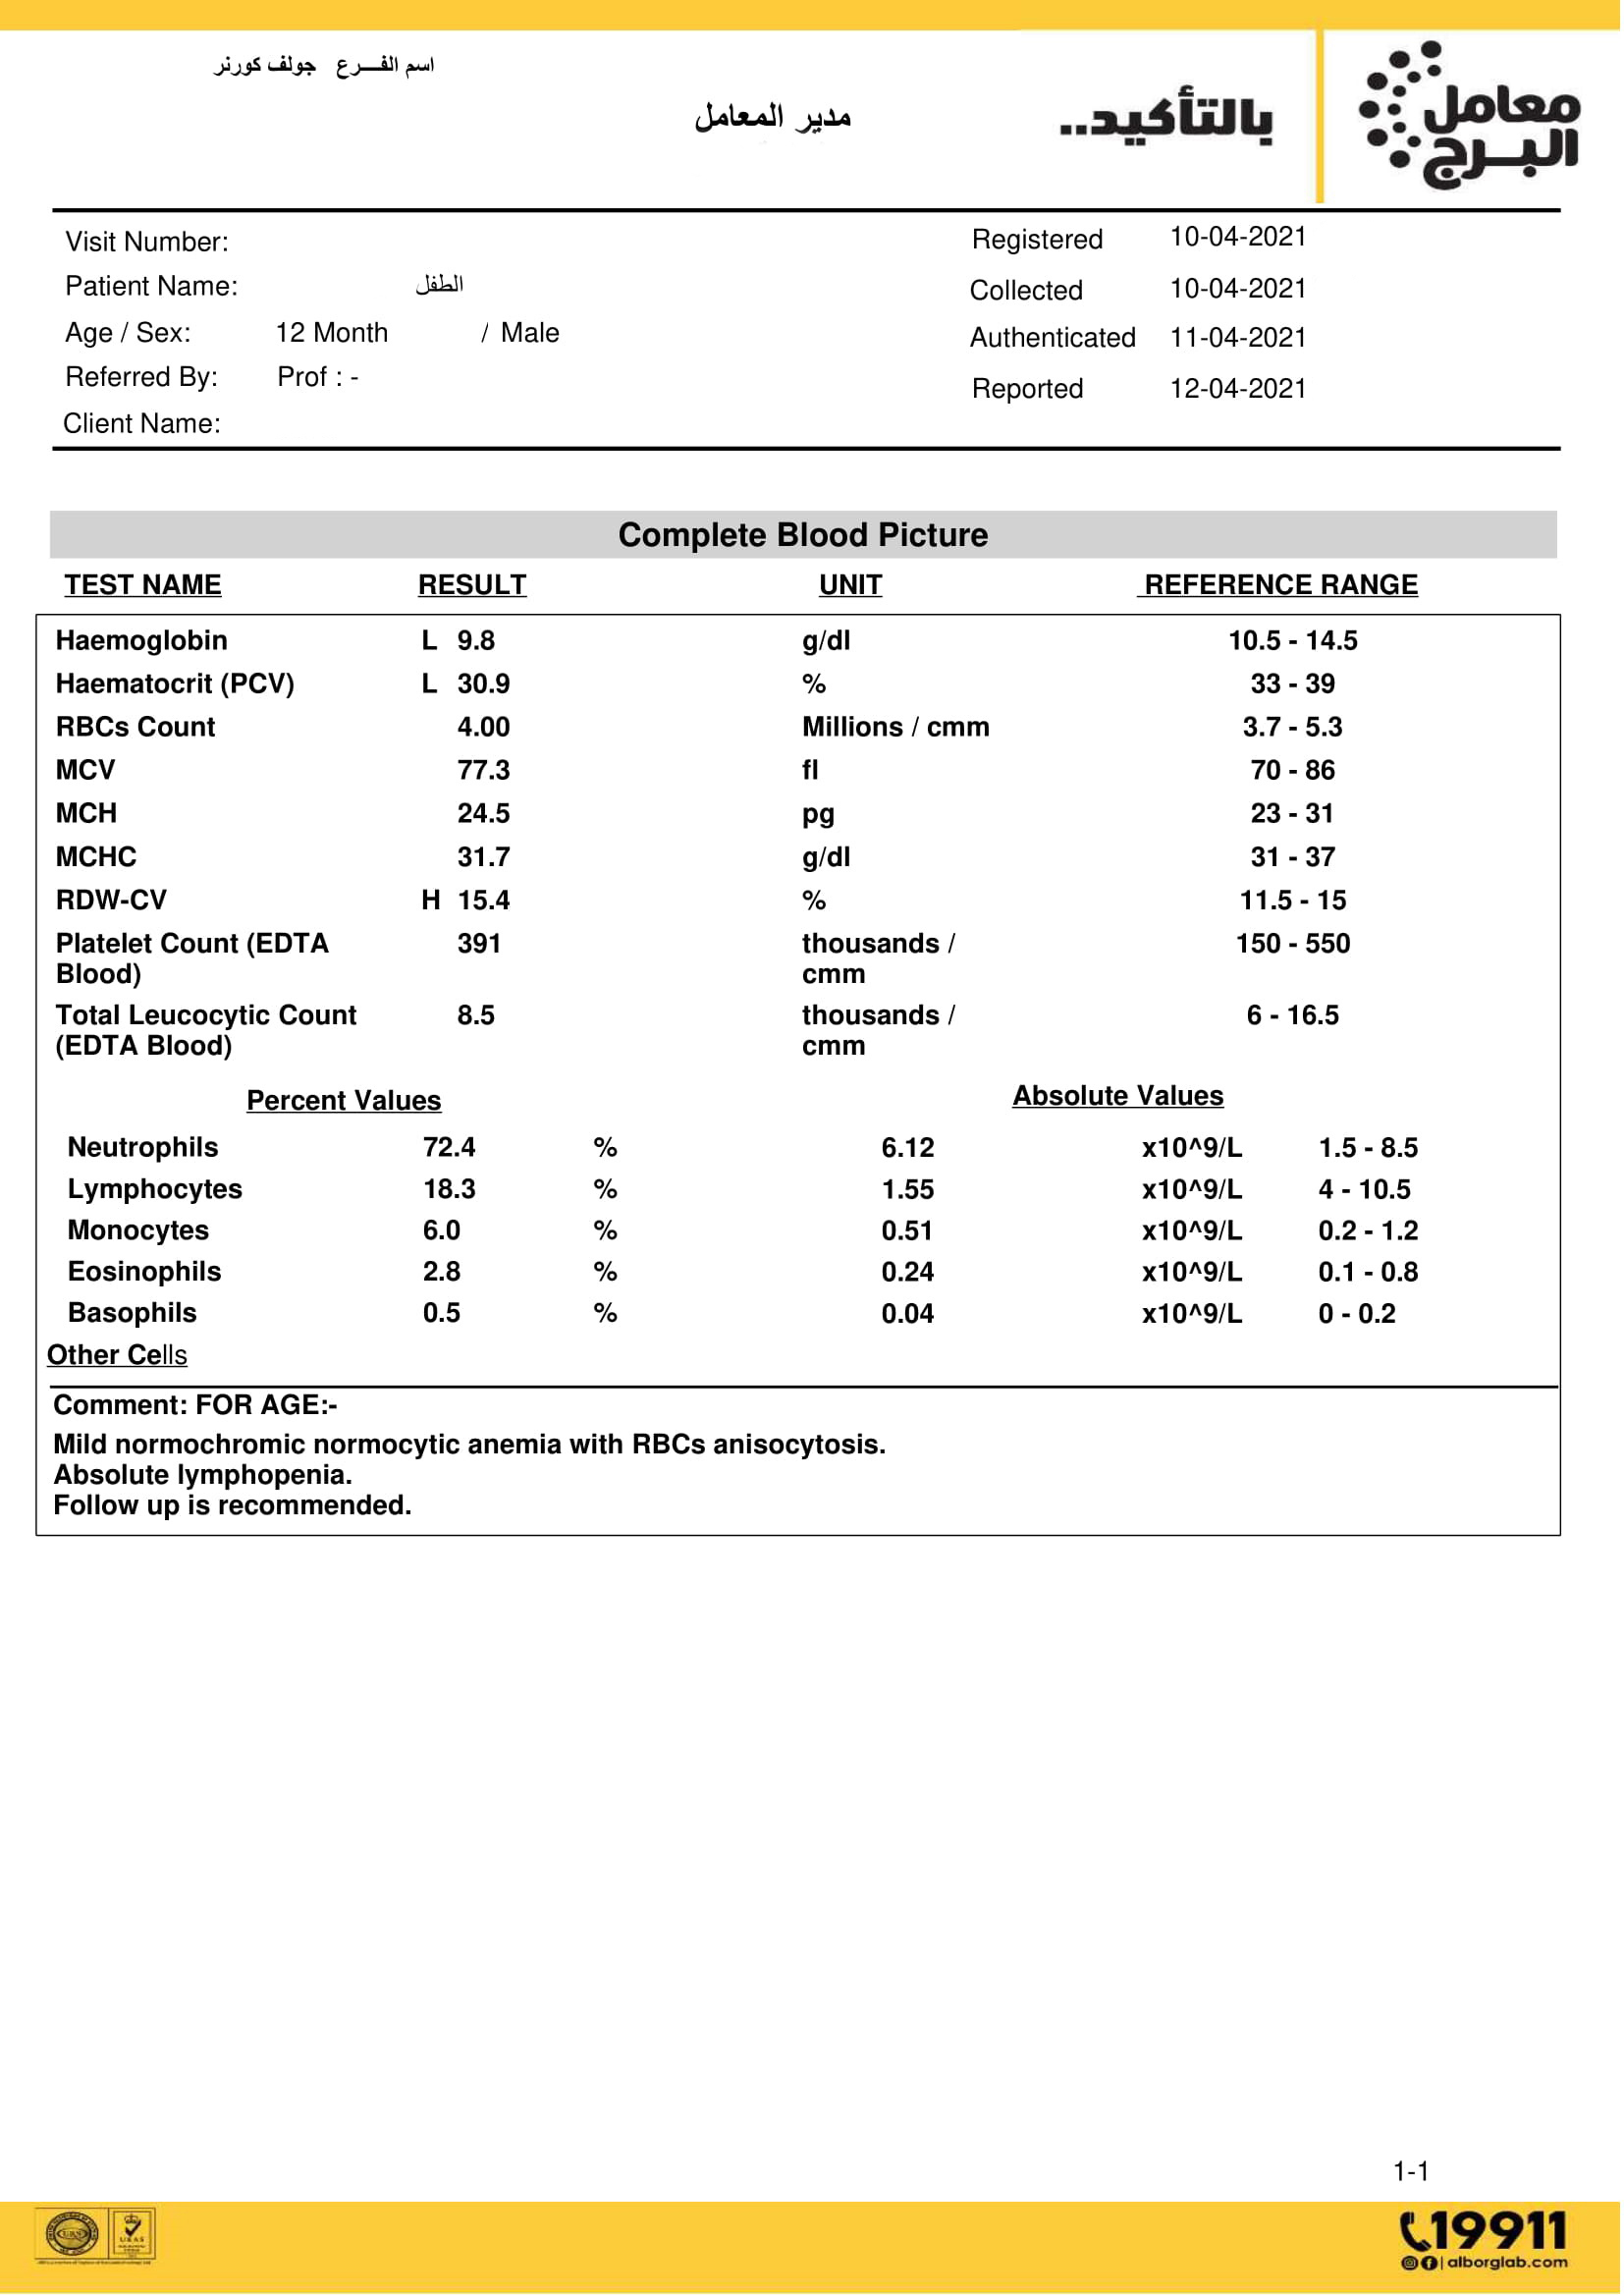 اسم الفـــرع جولف كورنر
مدير المعامل
بالتأكيد..
معامل
البرج
Visit Number:
Patient Name: الطفل
Age / Sex: 12 Month / Male
Referred By: Prof : -
Client Name:
Registered 10-04-2021
Collected 10-04-2021
Authenticated 11-04-2021
Reported 12-04-2021
Complete Blood Picture
TEST NAME RESULT UNIT REFERENCE RANGE
Haemoglobin L 9.8 g/dl 10.5 - 14.5
Haematocrit (PCV) L 30.9 % 33 - 39
RBCs Count 4.00 Millions / cmm 3.7 - 5.3
MCV 77.3 fl 70 - 86
MCH 24.5 pg 23 - 31
MCHC 31.7 g/dl 31 - 37
RDW-CV H 15.4 % 11.5 - 15
Platelet Count (EDTA 391 thousands / 150 - 550
Blood) cmm
Total Leucocytic Count 8.5 thousands / 6 - 16.5
(EDTA Blood) cmm
Percent Values Absolute Values
Neutrophils 72.4 % 6.12 x10^9/L 1.5 - 8.5
Lymphocytes 18.3 % 1.55 x10^9/L 4 - 10.5
Monocytes 6.0 % 0.51 x10^9/L 0.2 - 1.2
Eosinophils 2.8 % 0.24 x10^9/L 0.1 - 0.8
Basophils 0.5 % 0.04 x10^9/L 0 - 0.2
Other Cells
Comment: FOR AGE:-
Mild normochromic normocytic anemia with RBCs anisocytosis.
Absolute lymphopenia.
Follow up is recommended.
1-1
19911
alborglab.com